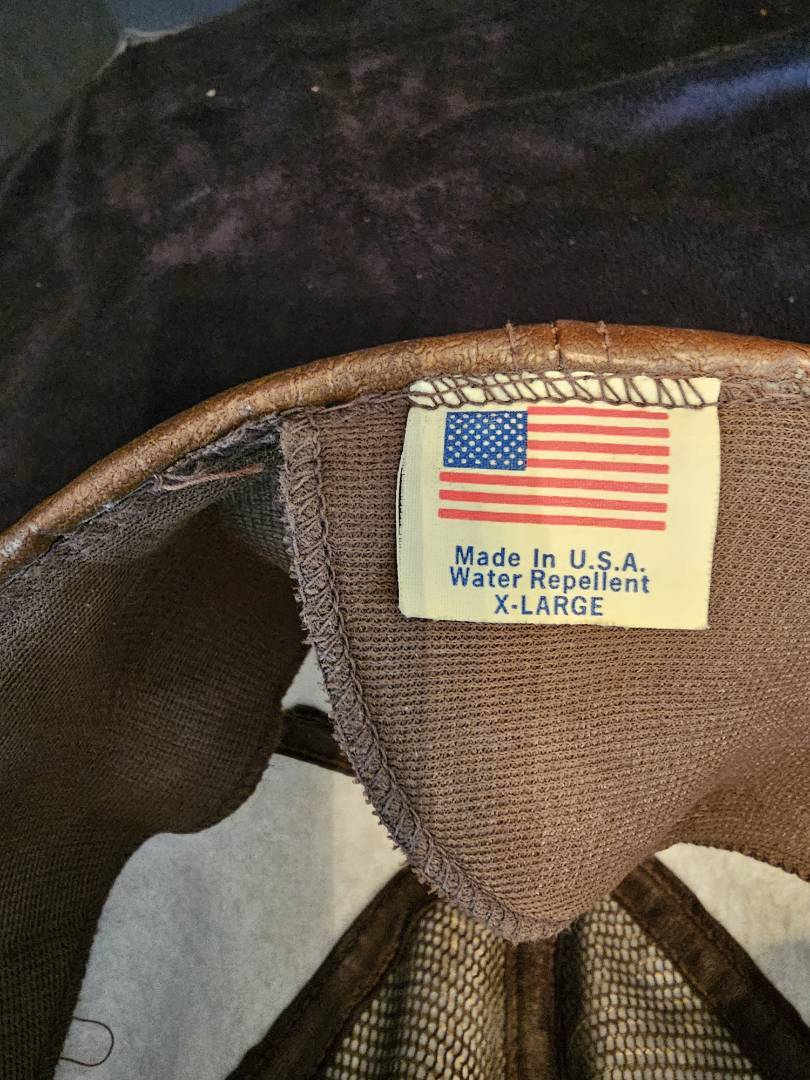 Made In U.S.A.
Water Repellent
X-LARGE